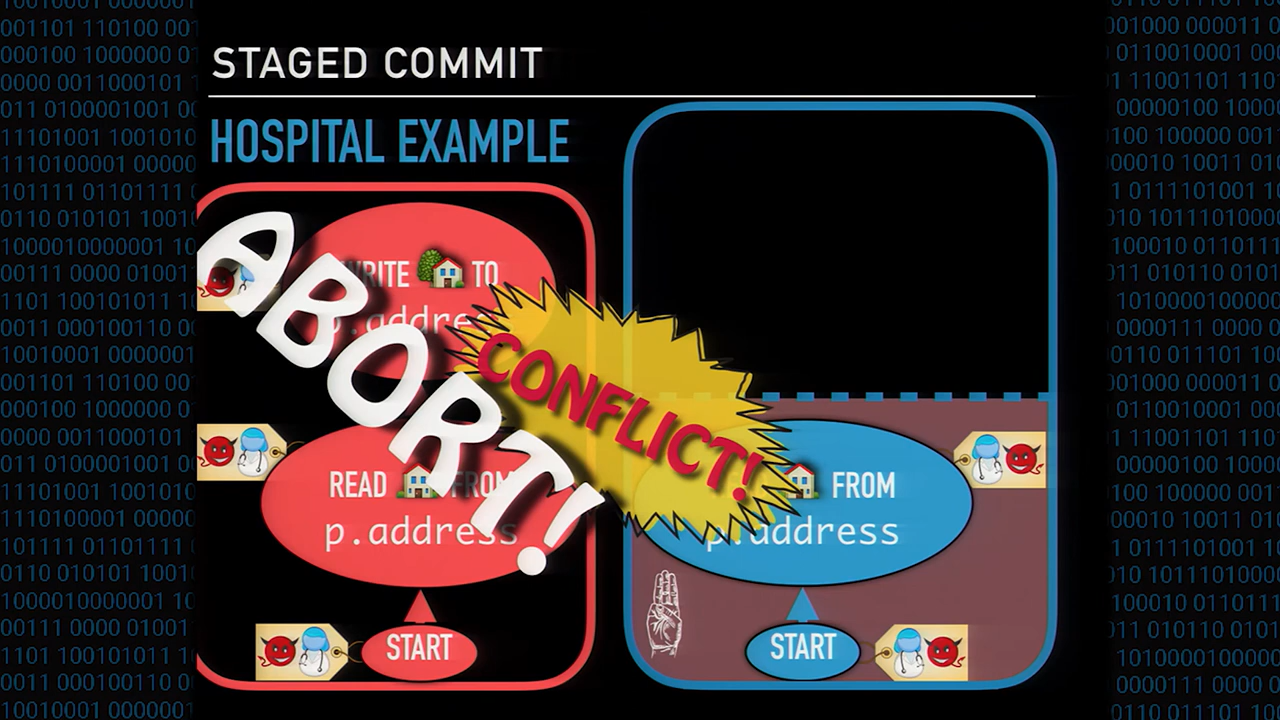 STAGED COMMIT
HOSPITAL EXAMPLE
WRITE TO
p.address
ABORT!
CONFLICT!
READ FROM
p.address
FROM
p.address
START
START